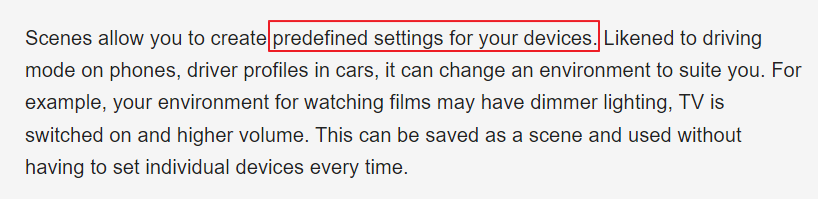 Scenes allow you to create predefined settings for your devices. Likened to driving
mode on phones, driver profiles in cars, it can change an environment to suite you. For
example, your environment for watching films may have dimmer lighting, TV is
switched on and higher volume. This can be saved as a scene and used without
having to set individual devices every time.